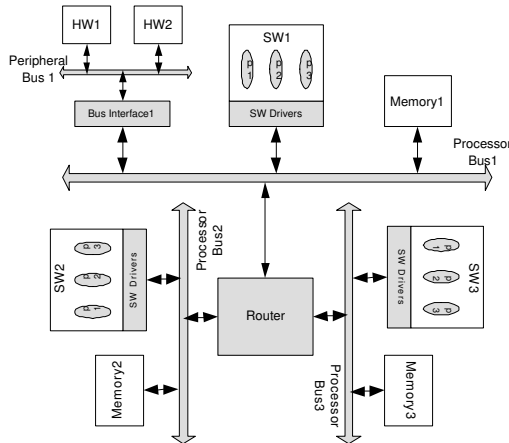 HW1
HW2
SW1
p 1
p 2
p 3
Peripheral
Bus 1
Bus Interface1
SW Drivers
Memory1
Processor
Bus1
SW2
p 3
p 2
p 1
SW Drivers
Processor
Bus2
SW Drivers
p 1
p 2
p 3
SW3
Router
Memory2
Processor
Bus3
Memory3